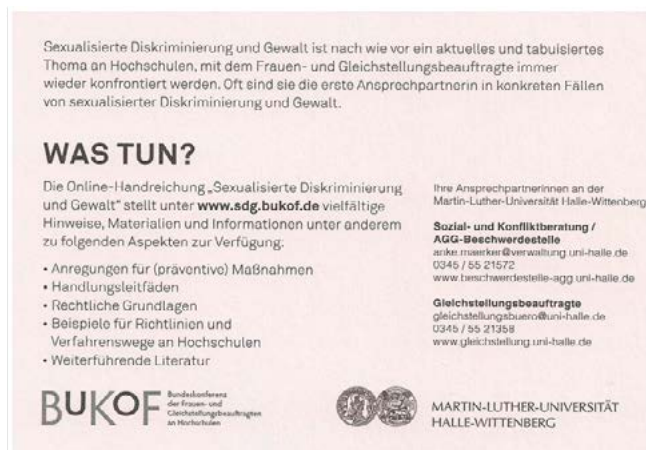 Sexualisierte Diskriminierung und Gewalt ist nach wie vor ein aktuelles und tabuisiertes
Thema an Hochschulen, mit dem Frauen- und Gleichstellungsbeauftragte immer
wieder konfrontiert werden. Oft sind sie die erste Ansprechpartnerin in konkreten Fällen
von sexualisierter Diskriminierung und Gewalt.
WAS TUN?
Die Online-Handreichung „Sexualisierte Diskriminierung
und Gewalt“ stellt unter www.sdg.bukof.de vielfältige
Hinweise, Materialien und Informationen unter anderem
zu folgenden Aspekten zur Verfügung:
• Anregungen für (präventive) Maßnahmen
• Handlungsleitfäden
• Rechtliche Grundlagen
• Beispiele für Richtlinien und
Verfahrenswege an Hochschulen
• Weiterführende Literatur
Ihre Ansprechpartnerinnen an der
Martin-Luther-Universität Halle-Wittenberg
Sozial- und Konfliktberatung /
AGG-Beschwerdestelle
anke.maerker@verwaltung.uni-halle.de
0345 / 55 21572
www.beschwerdestelle-agg.uni-halle.de
Gleichstellungsbeauftragte
gleichstellungsbuero@uni-halle.de
0345 / 55 21358
www.gleichstellung.uni-halle.de
BUKOF
Bundeskonferenz
der Frauen- und
Gleichstellungsbeauftragten
an Hochschulen
MARTIN-LUTHER-UNIVERSITÄT
HALLE-WITTENBERG